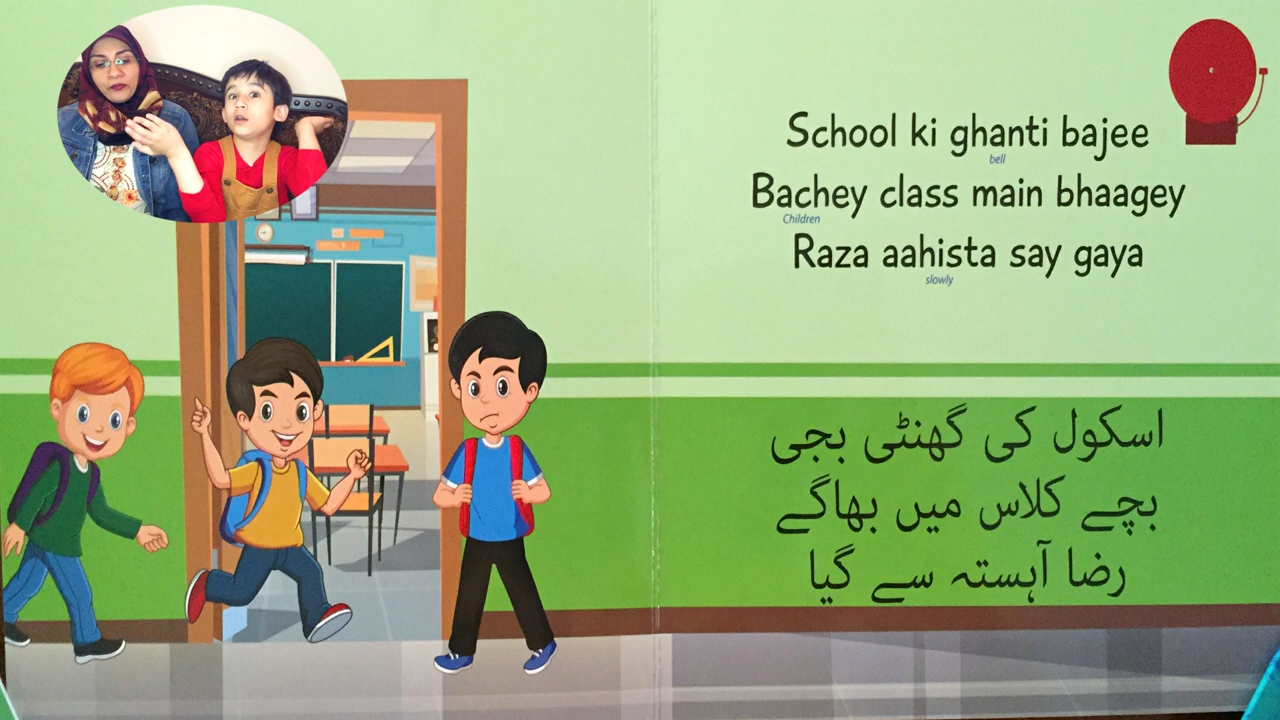 School ki ghanti bajee
bell
Bachey class main bhaagey
Children
Raza aahista say gaya
slowly
اسکول کی گھنٹی بجی
بچے کلاس میں بھاگے
رضا آہستہ سے گیا